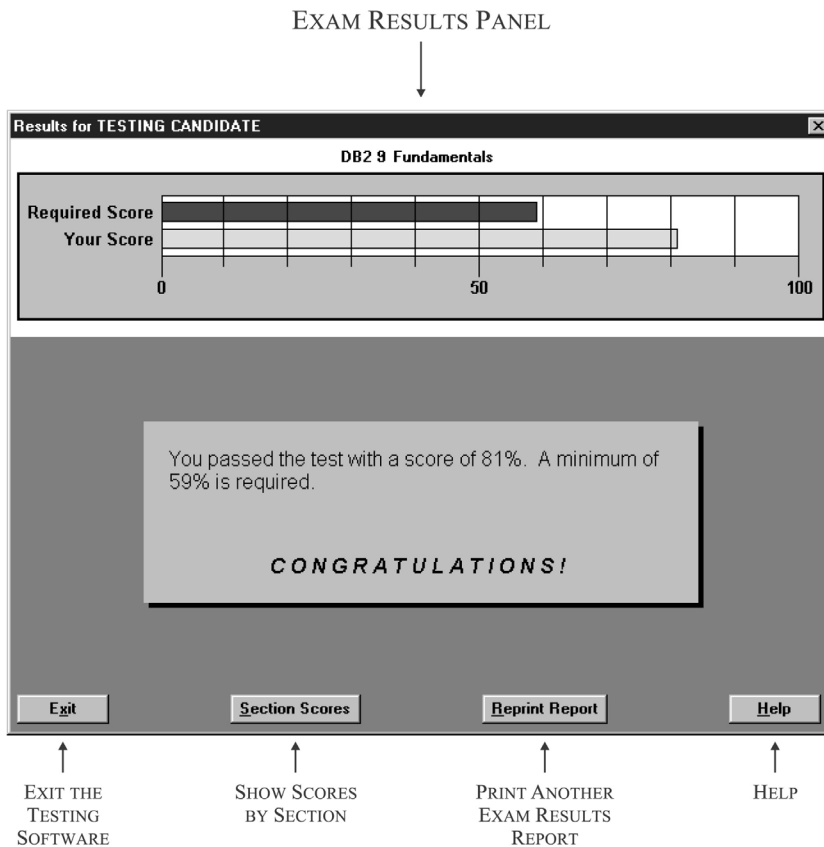 EXAM RESULTS PANEL
Results for TESTING CANDIDATE
DB2 9 Fundamentals
Required Score
Your Score
0 50 100
You passed the test with a score of 81%. A minimum of
59% is required.
CONGRATULATIONS!
Exit Section Scores Reprint Report Help
EXIT THE
TESTING
SOFTWARE
SHOW SCORES
BY SECTION
PRINT ANOTHER
EXAM RESULTS
REPORT
HELP